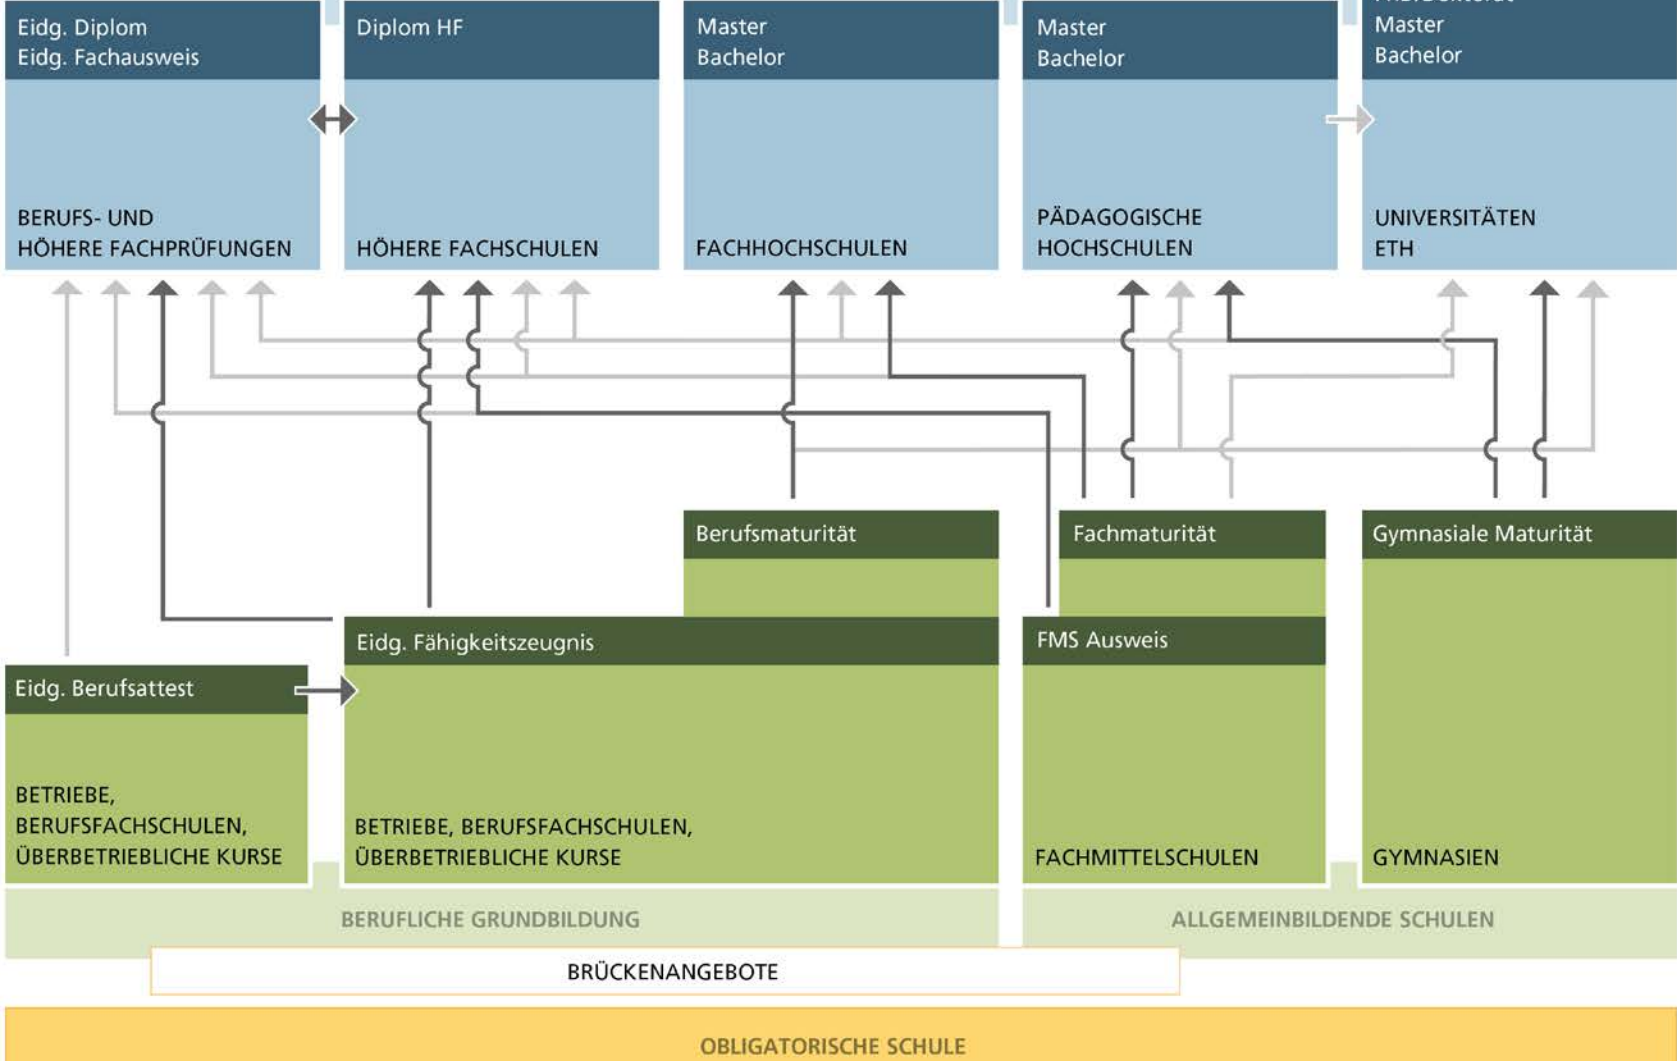 Eidg. Diplom
Eidg. Fachausweis
Diplom HF
Master
Bachelor
Master
Bachelor
Master
Bachelor
BERUFS- UND
HÖHERE FACHPRÜFUNGEN
HÖHERE FACHSCHULEN
FACHHOCHSCHULEN
PÄDAGOGISCHE
HOCHSCHULEN
UNIVERSITÄTEN
ETH
Berufsmaturität
Fachmaturität
Gymnasiale Maturität
Eidg. Fähigkeitszeugnis
FMS Ausweis
Eidg. Berufsattest
BETRIEBE,
BERUFSFACHSCHULEN,
ÜBERBETRIEBLICHE KURSE
BETRIEBE, BERUFSFACHSCHULEN,
ÜBERBETRIEBLICHE KURSE
FACHMITTELSCHULEN
GYMNASIEN
BERUFLICHE GRUNDBILDUNG
ALLGEMEINBILDENDE SCHULEN
BRÜCKENANGEBOTE
OBLIGATORISCHE SCHULE